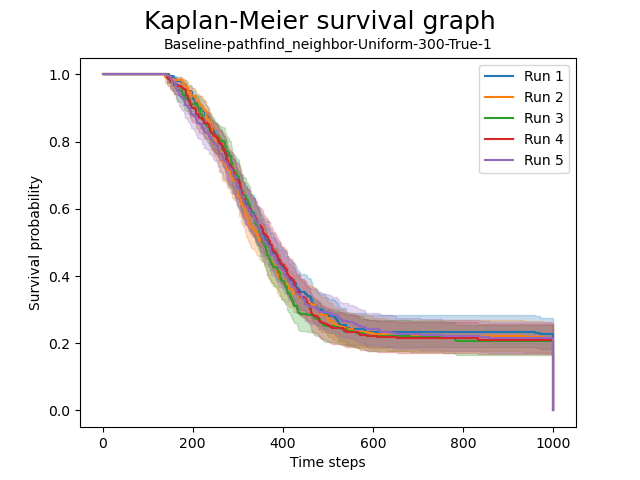 Kaplan-Meier survival graph
Baseline-pathfind_neighbor-Uniform-300-True-1
Run 1
Run 2
Run 3
Run 4
Run 5
Survival probability
1.0
0.8
0.6
0.4
0.2
0.0
0 200 400 600 800 1000
Time steps